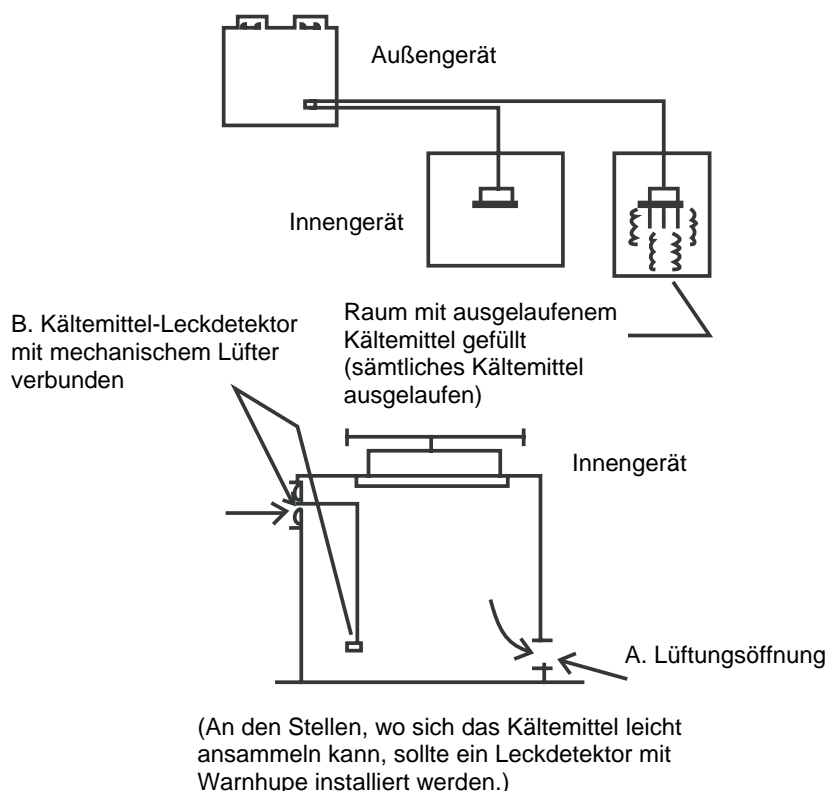 Außengerät
Innengerät
B. Kältemittel-Leckdetektor
mit mechanischem Lüfter
verbunden
Raum mit ausgelaufenem
Kältemittel gefüllt
(sämtliches Kältemittel
ausgelaufen)
Innengerät
A. Lüftungsöffnung
(An den Stellen, wo sich das Kältemittel leicht
ansammeln kann, sollte ein Leckdetektor mit
Warnhupe installiert werden.)